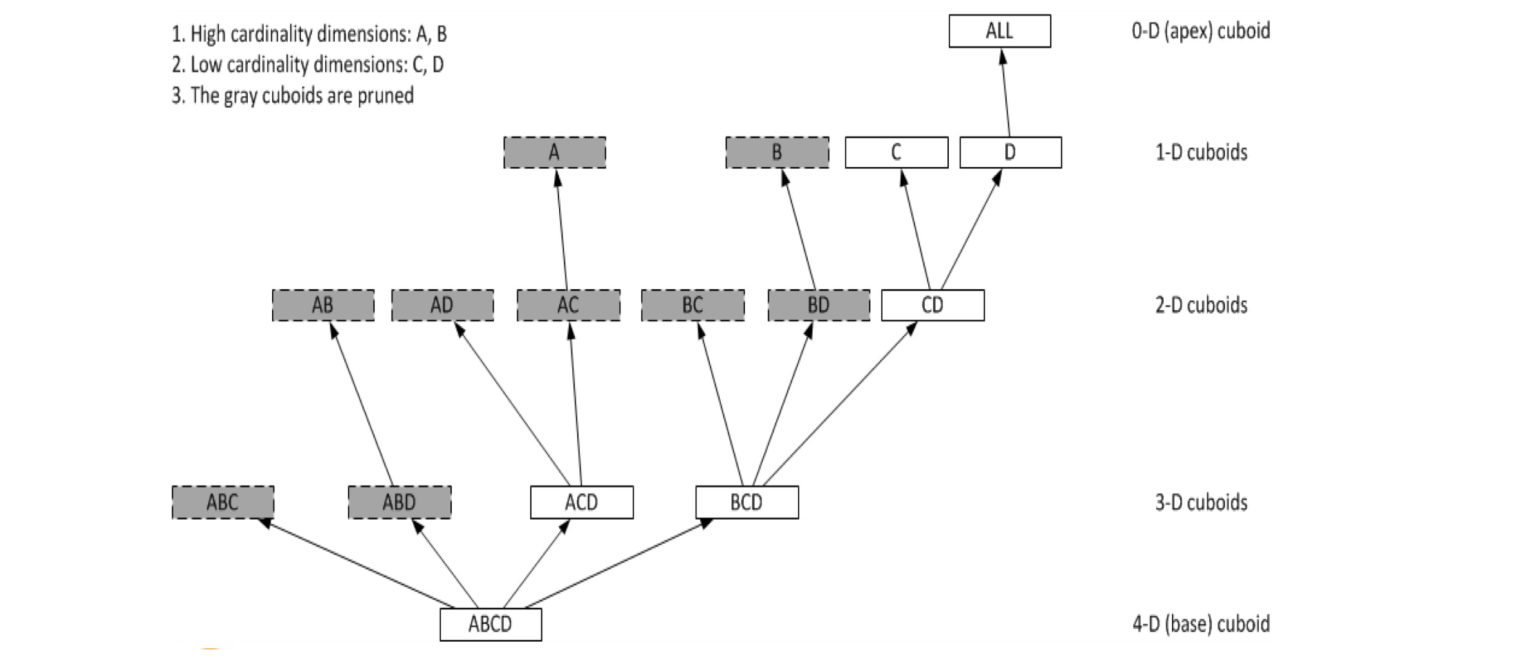 1. High cardinality dimensions: A, B
2. Low cardinality dimensions: C, D
3. The gray cuboids are pruned
ALL
0-D (apex) cuboid
A
B
C
D
1-D cuboids
AB
AD
AC
BC
BD
CD
2-D cuboids
ABC
ABD
ACD
BCD
3-D cuboids
ABCD
4-D (base) cuboid